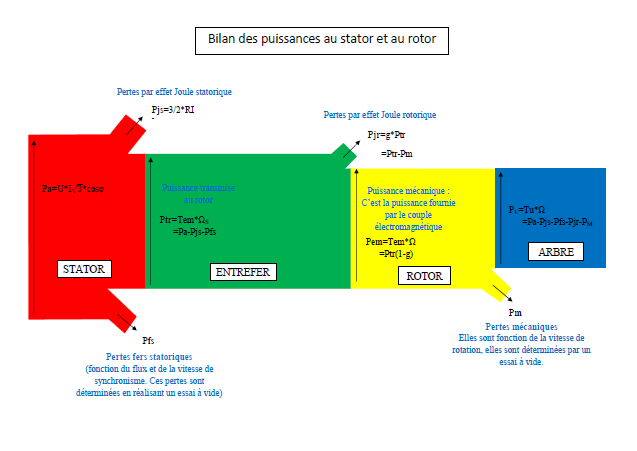 Bilan des puissances au stator et au rotor
Pertes par effet Joule statorique
Pjs=3/2*RI
Pertes par effet Joule rotorique
Pjr=g*Ptr
=Ptr-Pm
Pa=U*I√3*cosφ
Puissance transmise
au rotor
Ptr=Tem*Ωs
=Pa-Pjs-Pfs
Puissance mécanique :
C’est la puissance fournie
par le couple
électromagnétique
Pem=Tem*Ω
=Ptr(1-g)
Pu=Tu*Ω
=Pa-Pjs-Pfs-Pjr-PM
STATOR
ENTREFER
ROTOR
ARBRE
Pfs
Pertes fers statoriques
(fonction du flux et de la vitesse de
synchronisme. Ces pertes sont
déterminées en réalisant un essai à vide)
Pm
Pertes mécaniques
Elles sont fonction de la vitesse de
rotation, elles sont déterminées par un
essai à vide.